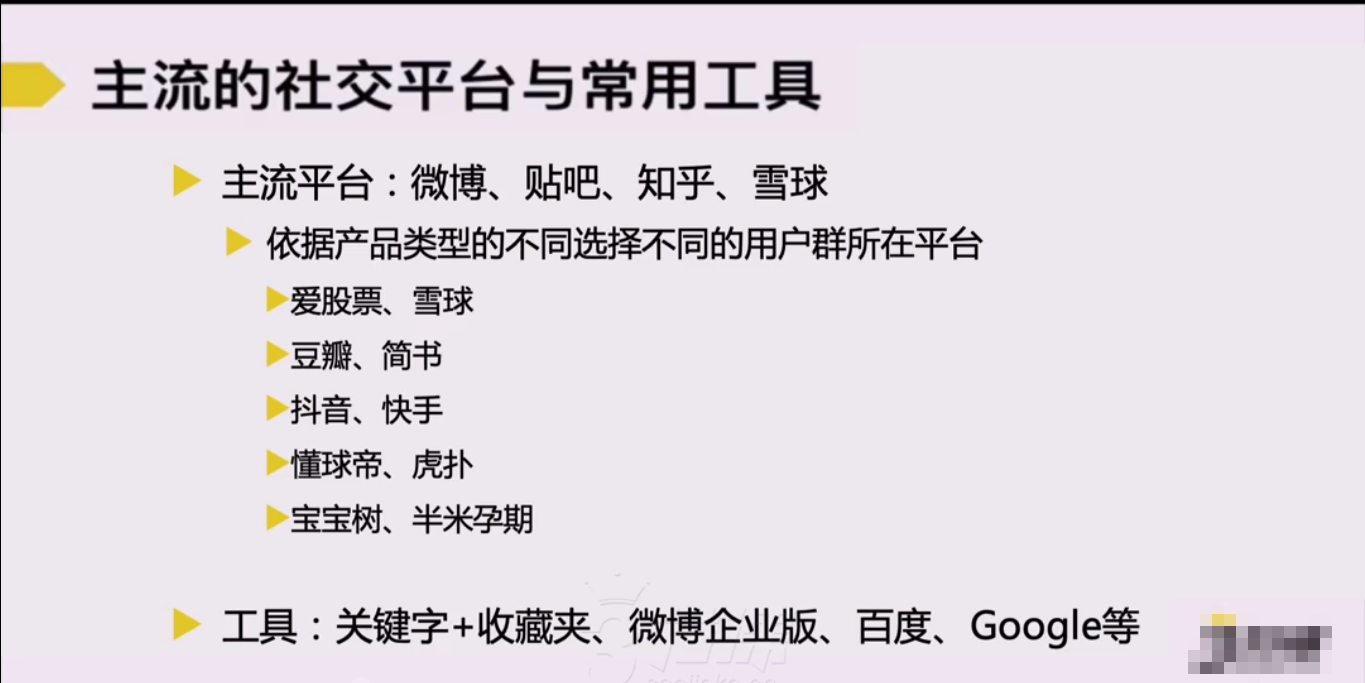 主流的社交平台与常用工具
主流平台：微博、贴吧、知乎、雪球
依据产品类型的不同选择不同的用户群所在平台
爱股票、雪球
豆瓣、简书
抖音、快手
懂球帝、虎扑
宝宝树、半米孕期
工具：关键字+收藏夹、微博企业版、百度、Google等